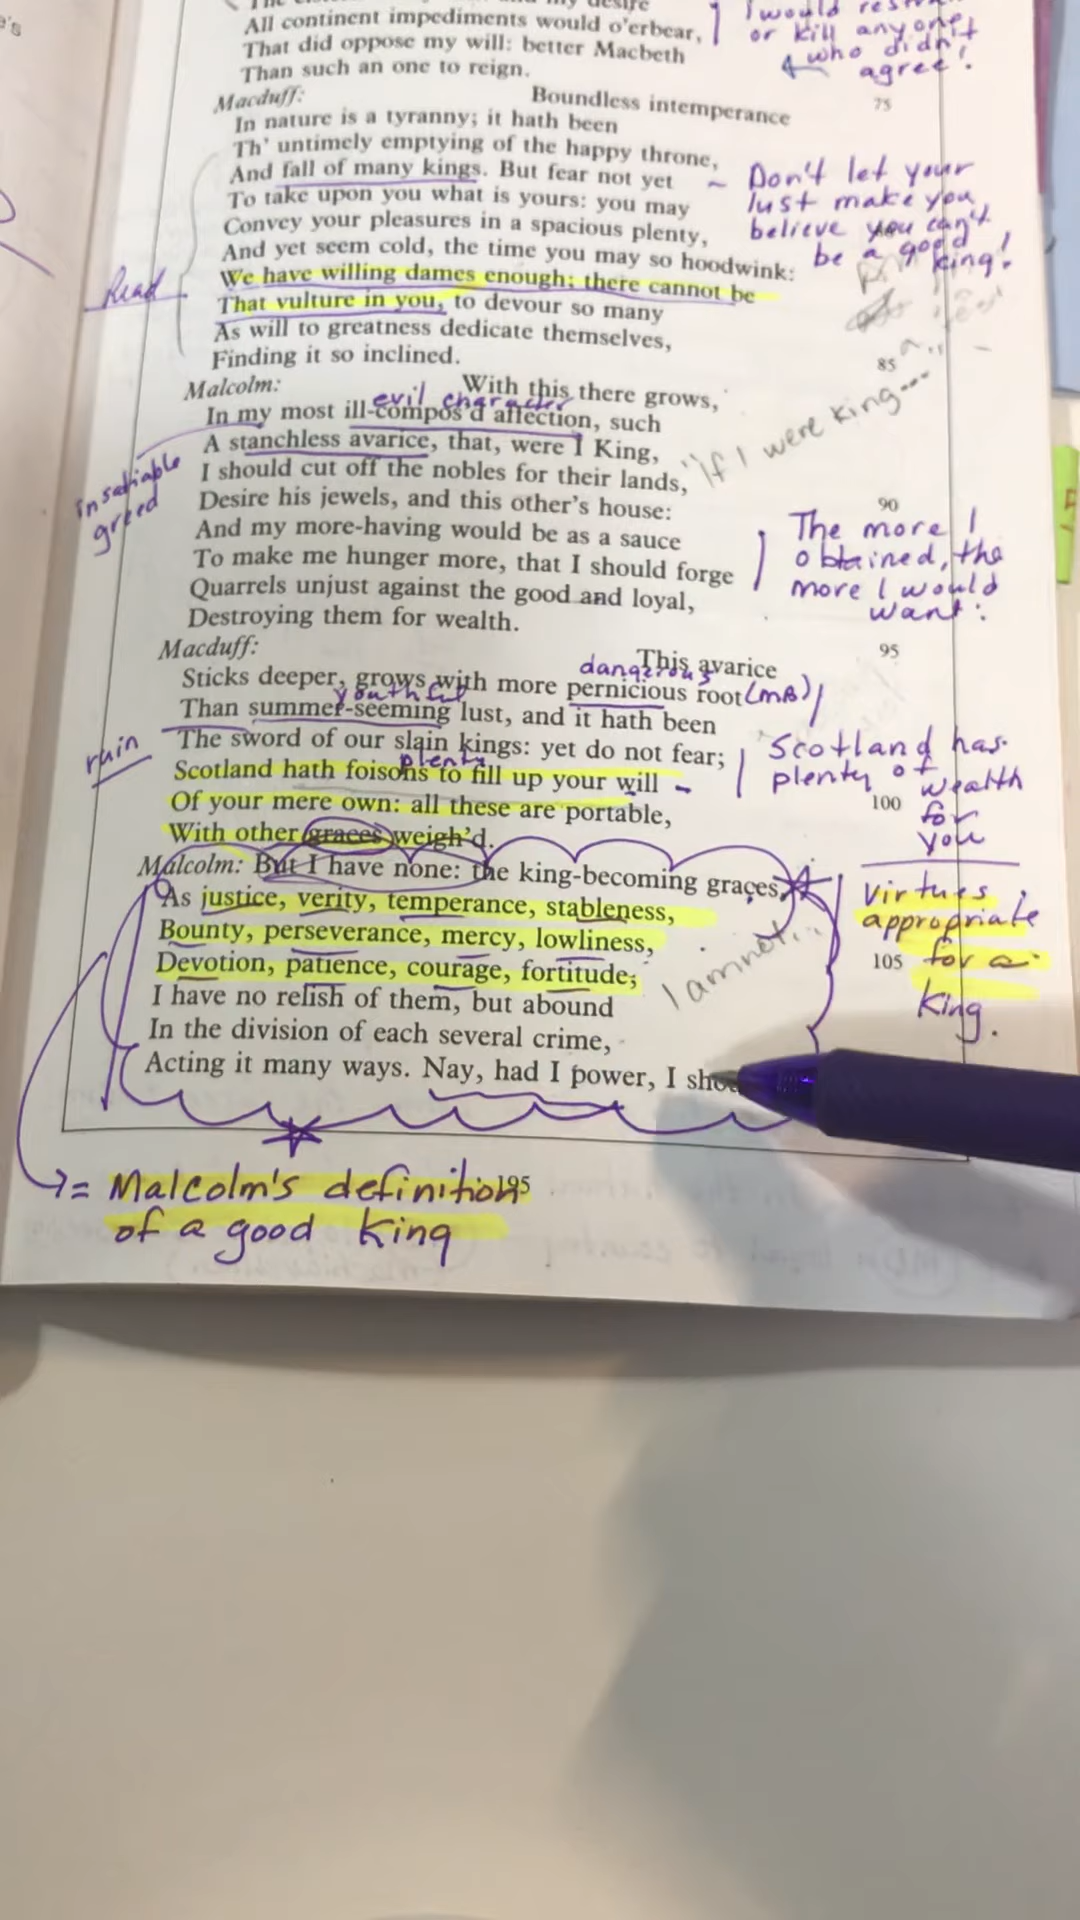 All continent impediments would o'erbear,
or kill anyone
That did oppose my will: better Macbeth
who didn't
Than such an one to reign.
agree!
Macduff: Boundless intemperance
75
In nature is a tyranny; it hath been
Th' untimely emptying of the happy throne,
And fall of many kings. But fear not yet
~ Don't let your
To take upon you what is yours: you may
lust make you
Convey your pleasures in a spacious plenty,
believe you can't
And yet seem cold, the time you may so hoodwink:
be a good
king!
Read
We have willing dames enough; there cannot be
That vulture in you, to devour so many
As will to greatness dedicate themselves,
Finding it so inclined.
85
Malcolm: With this there grows,
evil character
In my most ill-compos'd affection, such
A stanchless avarice, that, were I King,
"If I were king...
insatiable
greed
I should cut off the nobles for their lands,
Desire his jewels, and this other's house:
90
And my more-having would be as a sauce
The more I
To make me hunger more, that I should forge
obtained, the
Quarrels unjust against the good and loyal,
more I would
want.
Destroying them for wealth.
Macduff: This avarice
95
dangerous
Sticks deeper, grows with more pernicious root
youthful
Than summer-seeming lust, and it hath been
ruin
The sword of our slain kings: yet do not fear;
Scotland has
plenty
Scotland hath foisons to fill up your will
plenty of
wealth
Of your mere own: all these are portable,
100
for
you
With other graces weigh'd.
Malcolm: But I have none: the king-becoming graces,
virtues
As justice, verity, temperance, stableness,
appropriate
Bounty, perseverance, mercy, lowliness,
105
for a
Devotion, patience, courage, fortitude;
king.
I am not...
I have no relish of them, but abound
In the division of each several crime,
Acting it many ways. Nay, had I power, I
195
= Malcolm's definition
of a good king